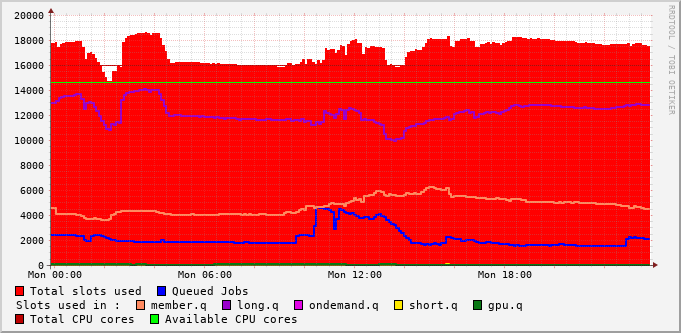 20000
18000
16000
14000
12000
10000
8000
6000
4000
2000
0
Mon 00:00 Mon 06:00 Mon 12:00 Mon 18:00
Total slots used Queued Jobs
Slots used in : member.q long.q ondemand.q short.q gpu.q
Total CPU cores Available CPU cores
RRDTOOL / TOBI OETIKER